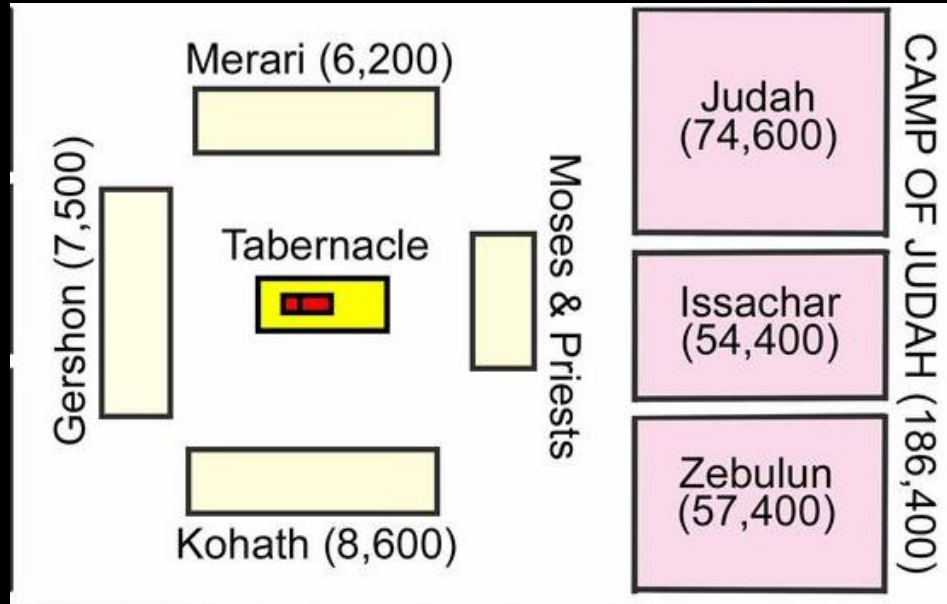 Merari (6,200)
Gershon (7,500)
Tabernacle
Moses & Priests
Kohath (8,600)
Judah
(74,600)
Issachar
(54,400)
Zebulun
(57,400)
CAMP OF JUDAH (186,400)